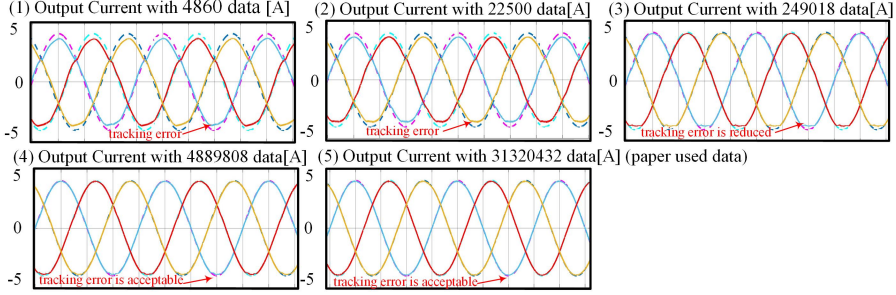 (1) Output Current with 4860 data [A]
(2) Output Current with 22500 data[A]
(3) Output Current with 249018 data[A]
5
0
-5
tracking error
5
0
-5
tracking error
5
0
-5
tracking error is reduced
(4) Output Current with 4889808 data[A]
(5) Output Current with 31320432 data[A] (paper used data)
5
0
-5
tracking error is acceptable
5
0
-5
tracking error is acceptable